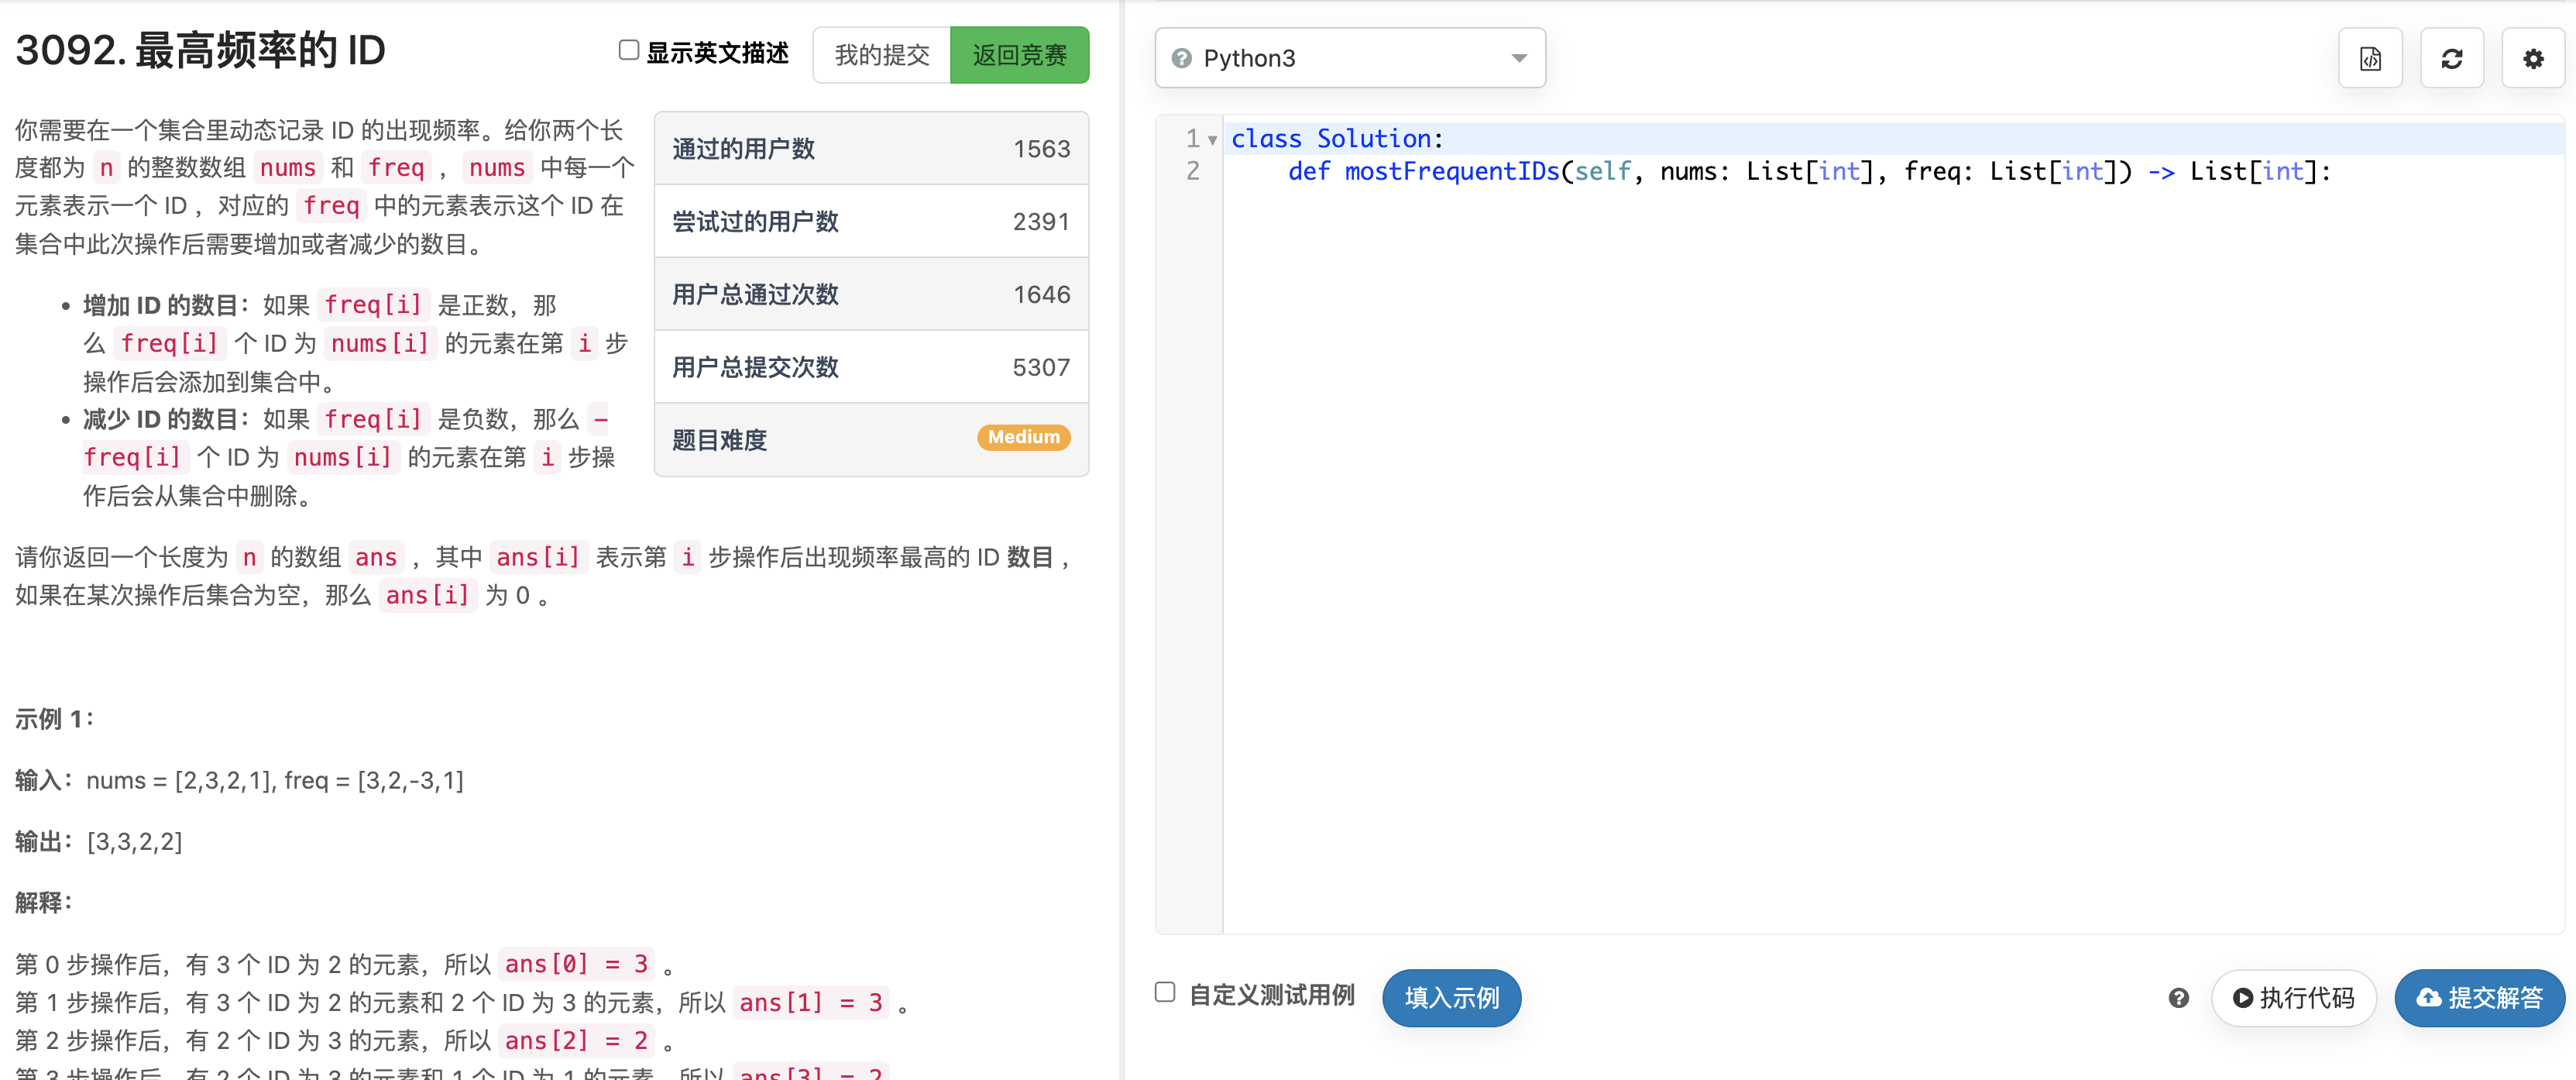 3092. 最高频率的 ID
显示英文描述
我的提交
返回竞赛
你需要在一个集合里动态记录 ID 的出现频率。给你两个长
度都为 n 的整数数组 nums 和 freq ，nums 中每一个
元素表示一个 ID ，对应的 freq 中的元素表示这个 ID 在
集合中此次操作后需要增加或者减少的数目。
增加 ID 的数目：如果 freq[i] 是正数，那
么 freq[i] 个 ID 为 nums[i] 的元素在第 i 步
操作后会添加到集合中。
减少 ID 的数目：如果 freq[i] 是负数，那么 -
freq[i] 个 ID 为 nums[i] 的元素在第 i 步操
作后会从集合中删除。
通过的用户数 1563
尝试过的用户数 2391
用户总通过次数 1646
用户总提交次数 5307
题目难度 Medium
请你返回一个长度为 n 的数组 ans ，其中 ans[i] 表示第 i 步操作后出现频率最高的 ID 数目 ，
如果在某次操作后集合为空，那么 ans[i] 为 0 。
示例 1：
输入：nums = [2,3,2,1], freq = [3,2,-3,1]
输出：[3,3,2,2]
解释：
第 0 步操作后，有 3 个 ID 为 2 的元素，所以 ans[0] = 3 。
第 1 步操作后，有 3 个 ID 为 2 的元素和 2 个 ID 为 3 的元素，所以 ans[1] = 3 。
第 2 步操作后，有 2 个 ID 为 3 的元素，所以 ans[2] = 2 。
第 3 步操作后，有 2 个 ID 为 3 的元素和 1 个 ID 为 1 的元素，所以 ans[3] = 2
Python3
1 class Solution:
2 def mostFrequentIDs(self, nums: List[int], freq: List[int]) -> List[int]:
自定义测试用例
填入示例
执行代码
提交解答